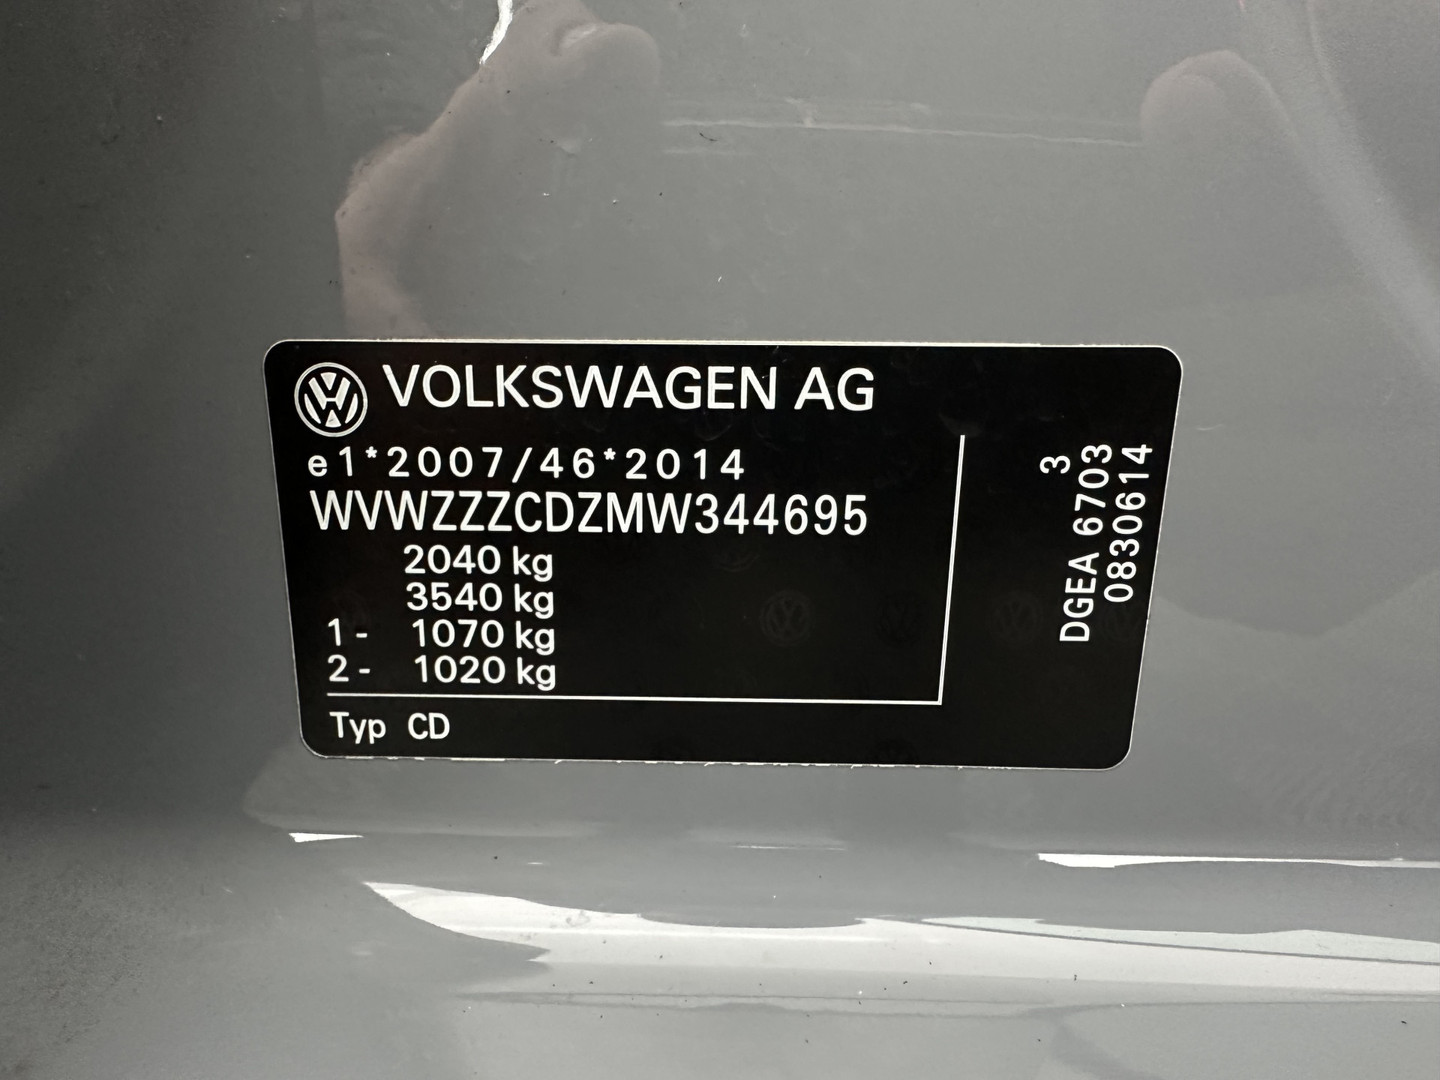 VOLKSWAGEN AG
e1*2007/46*2014
WVWZZZCDZMW344695
2040 kg
3540 kg
1- 1070 kg
2- 1020 kg
Typ CD
3
DGEA 6703
0830614